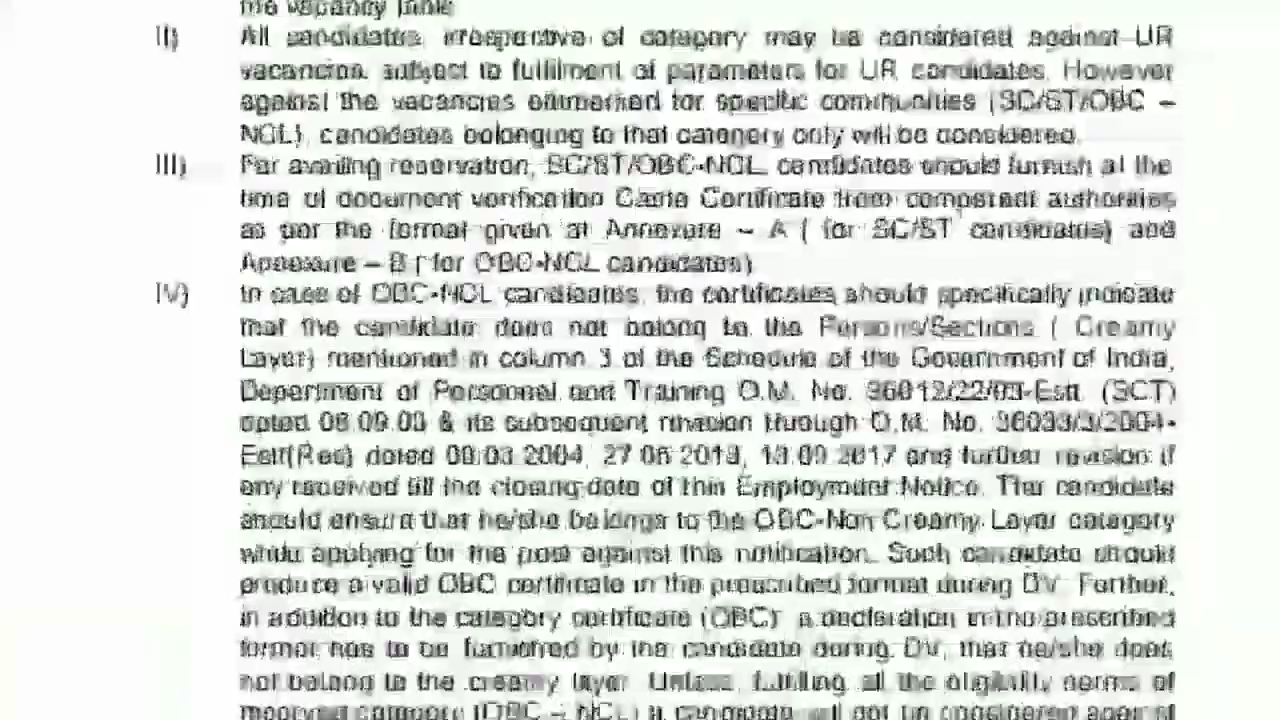 the vacancy table
II) All candidates, irrespective of category may be considered against UR
vacancies, subject to fulfilment of parameters for UR candidates. However
against the vacancies earmarked for specific communities (SC/ST/OBC –
NCL), candidates belonging to that category only will be considered.
III) For availing reservation, SC/ST/OBC-NCL candidates should furnish at the
time of document verification Caste Certificate from competent authorities
as per the format given at Annexure – A ( for SC/ST candidates) and
Annexure – B ( for OBC-NCL candidates)
IV) In case of OBC-NCL candidates, the certificates should specifically indicate
that the candidate does not belong to the Persons/Sections ( Creamy
Layer) mentioned in column 3 of the Schedule of the Government of India,
Department of Personnel and Training O.M. No. 36012/22/93-Estt. (SCT)
dated 08.09.93 & its subsequent revision through O.M. No. 36033/3/2004-
Estt(Res) dated 09.03.2004, 27.05.2013, 13.09.2017 and further revision if
any received till the closing date of this Employment Notice. The candidate
should ensure that he/she belongs to the OBC-Non Creamy Layer category
while applying for the post against this notification. Such candidate should
produce a valid OBC certificate in the prescribed format during DV. Further,
in addition to the category certificate (OBC) a declaration in the prescribed
format has to be furnished by the candidate during DV, that he/she does
not belong to the creamy layer. Unless fulfilling all the eligibility norms of
reserved category (OBC – NCL) a candidate will not be considered against